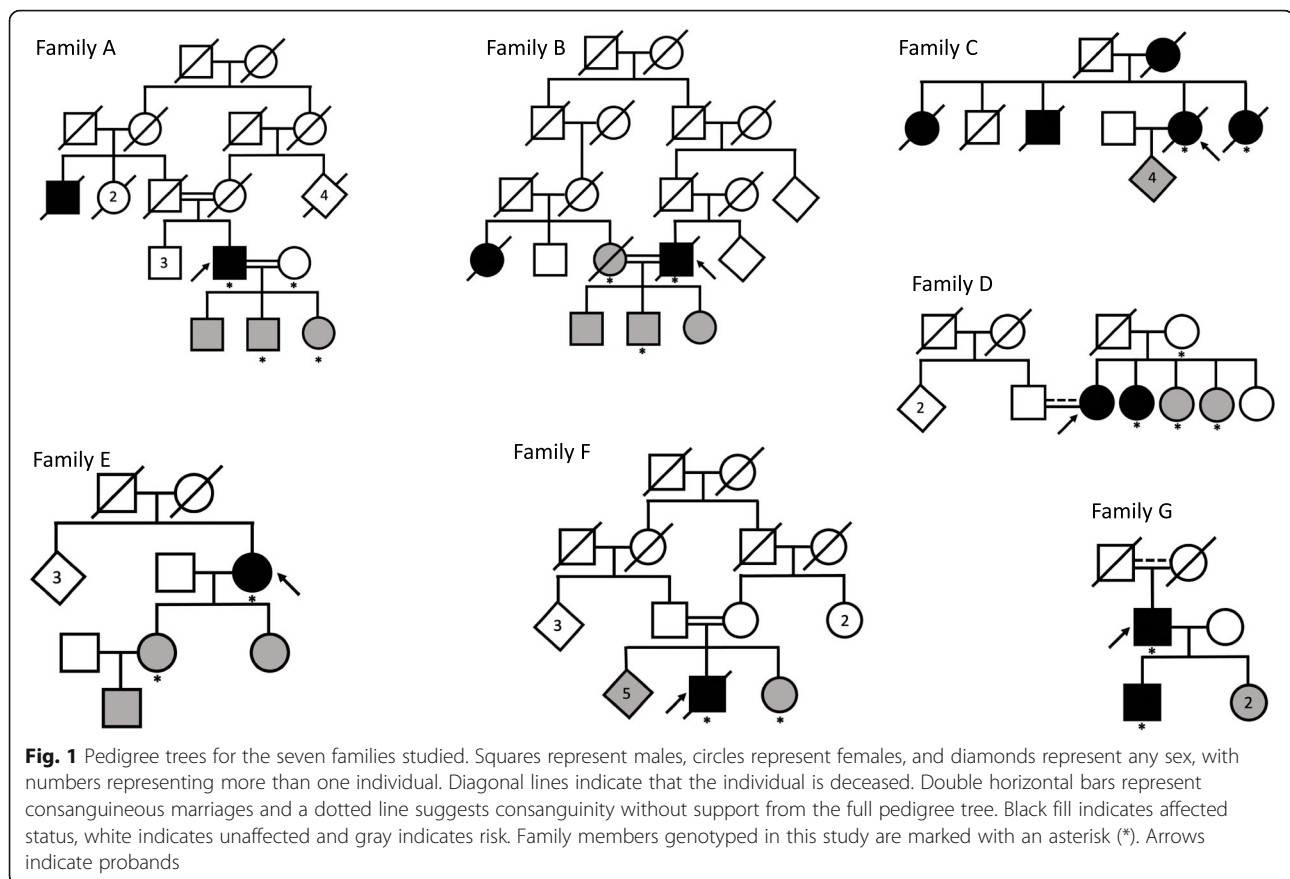 Family A
Family B
Family C
2
4
3
* *
* *
* *
*
4
* *
Family D
*
2
* * *
Family E
3
*
*
Family F
3
2
5
* *
Family G
*
2
*
Fig. 1 Pedigree trees for the seven families studied. Squares represent males, circles represent females, and diamonds represent any sex, with
numbers representing more than one individual. Diagonal lines indicate that the individual is deceased. Double horizontal bars represent
consanguineous marriages and a dotted line suggests consanguinity without support from the full pedigree tree. Black fill indicates affected
status, white indicates unaffected and gray indicates risk. Family members genotyped in this study are marked with an asterisk (*). Arrows
indicate probands